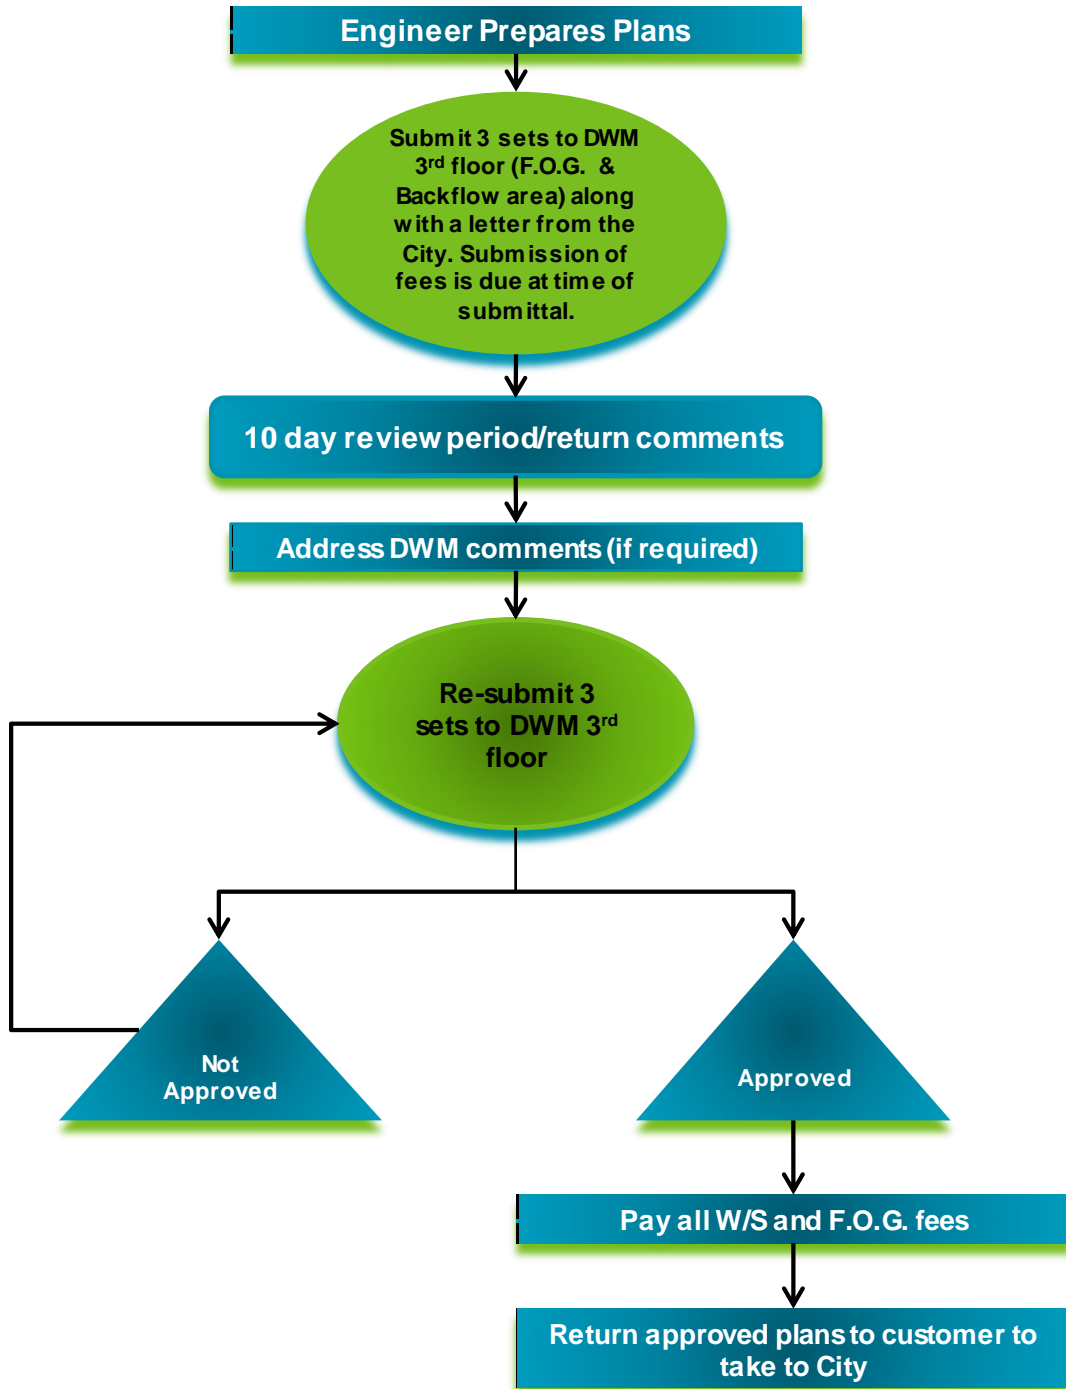 Engineer Prepares Plans
Submit 3 sets to DWM
3rd floor (F.O.G. &
Backflow area) along
with a letter from the
City. Submission of
fees is due at time of
submittal.
10 day review period/return comments
Address DWM comments (if required)
Re-submit 3
sets to DWM 3rd
floor
Not
Approved
Approved
Pay all W/S and F.O.G. fees
Return approved plans to customer to
take to City